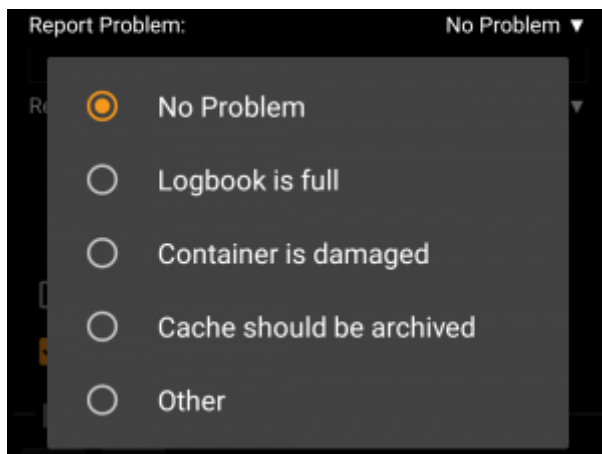 Report Problem: No Problem ▼
No Problem
Logbook is full
Container is damaged
Cache should be archived
Other